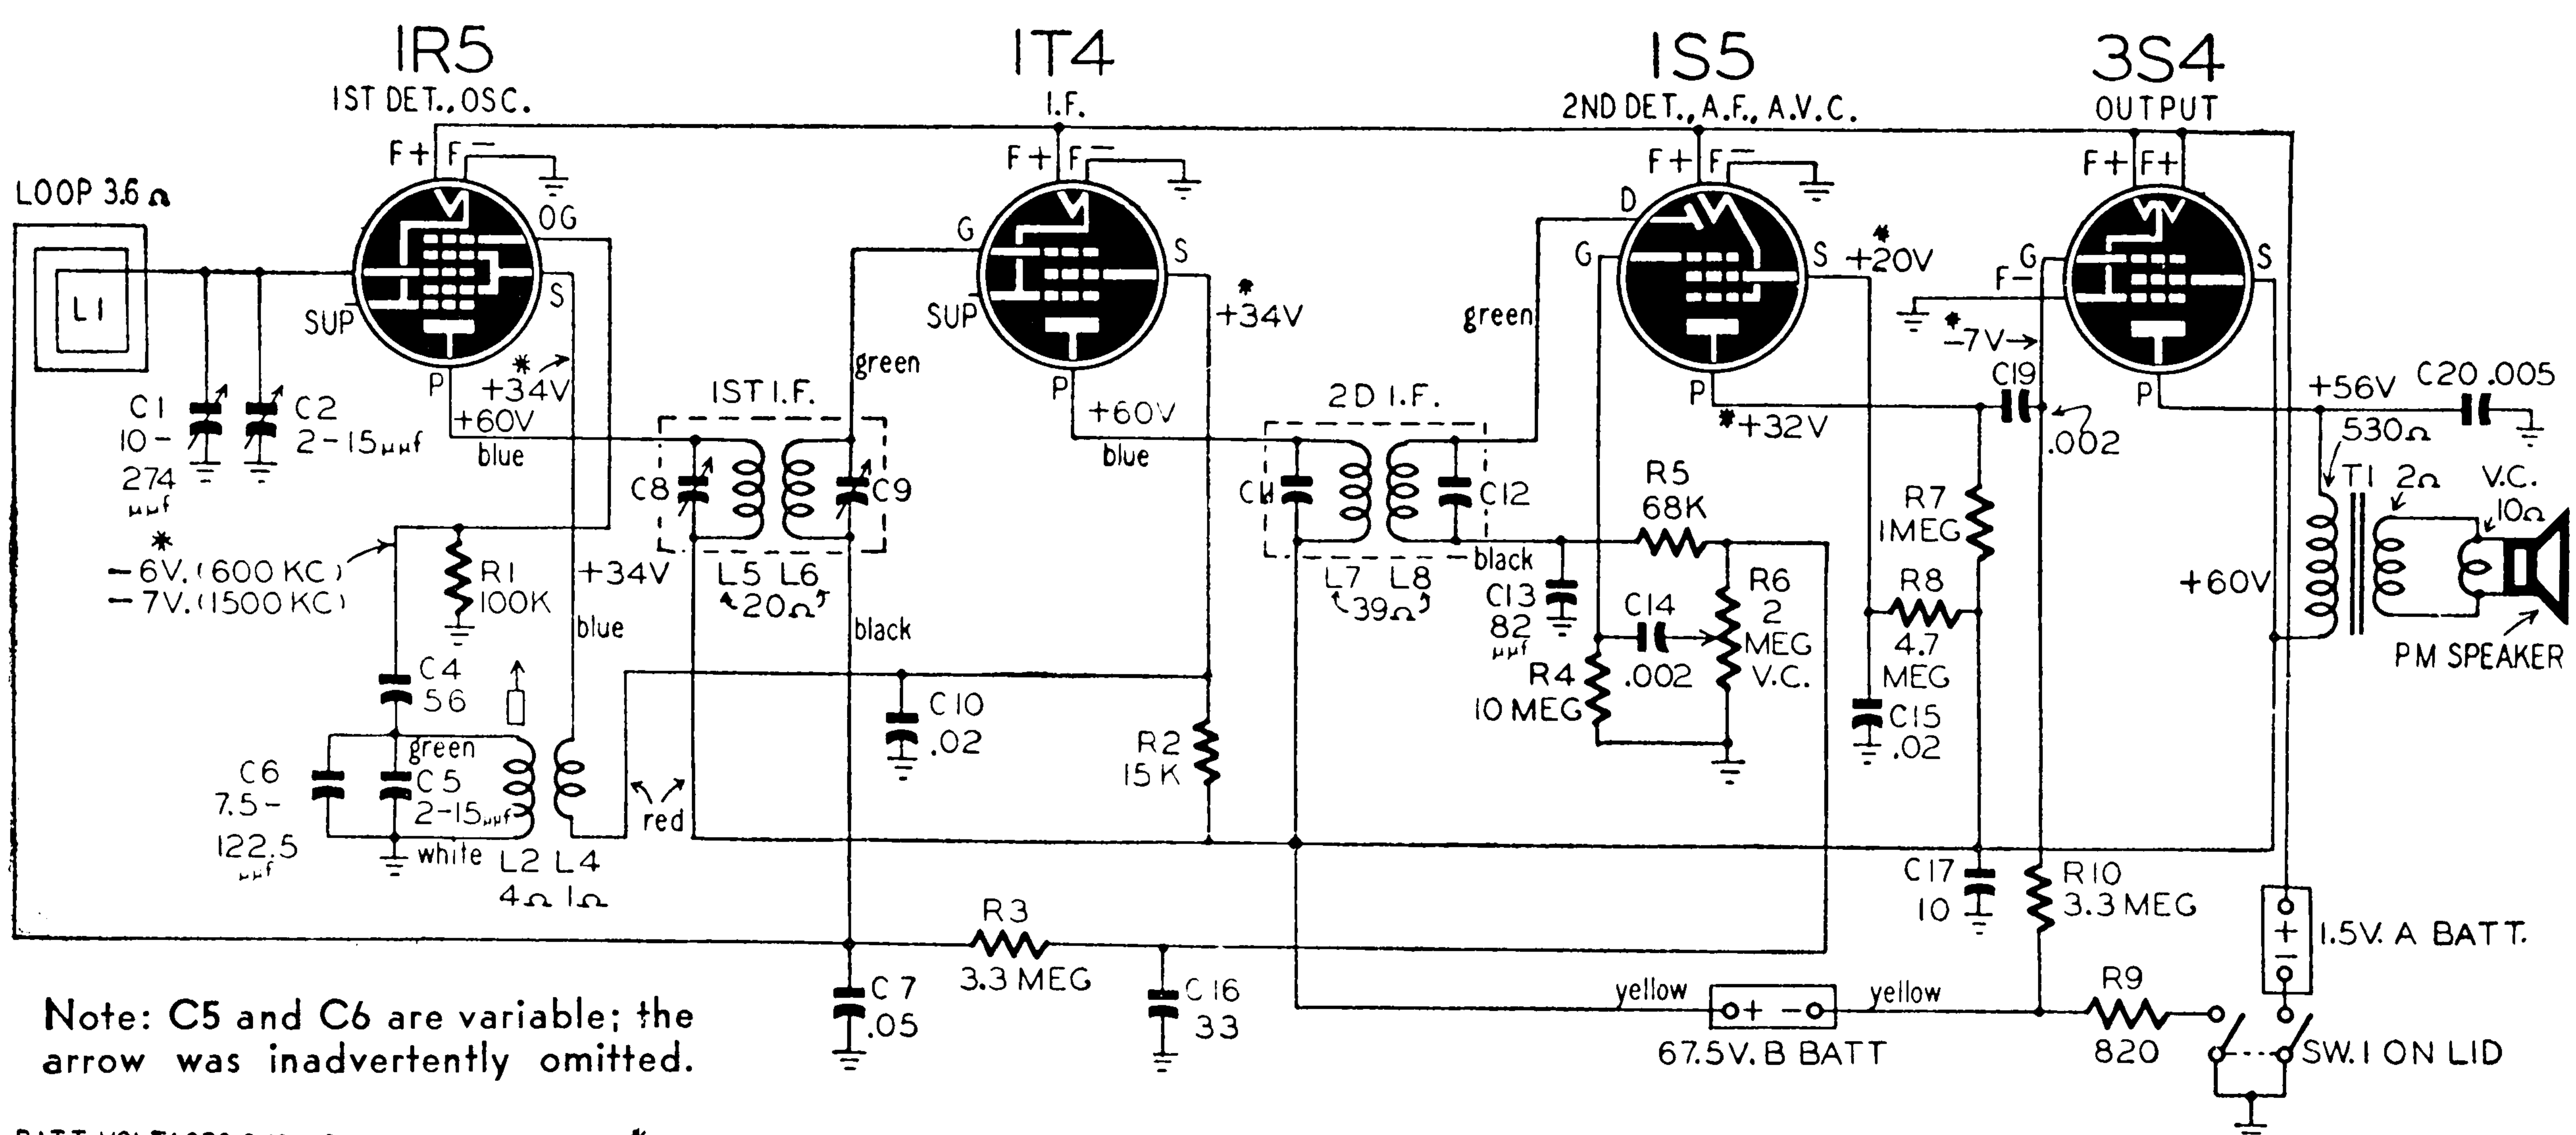 1R5
1ST DET., OSC.
1T4
I.F.
1S5
2ND DET., A.F., A.V.C.
3S4
OUTPUT
F+ F-
F+ F-
F+ F-
F+ F+
LOOP 3.6Ω
L1
OG
S
SUP
P
*
+34V
+60V
blue
G
S
SUP
P
*
+34V
+60V
blue
D
G
S
*
+20V
P
*+32V
G
F-
*
-7V
S
P
C1
10-
274
μμf
C2
2-15μμf
1ST I.F.
green
C8
C9
L5 L6
20Ω
black
2D I.F.
green
C12
L7 L8
39Ω
black
C19
.002
+56V
C20 .005
530Ω
T1
2Ω
V.C.
10Ω
+60V
PM SPEAKER
*
-6V. (600 KC)
-7V. (1500 KC)
R1
100K
+34V
blue
C4
56
green
C6
7.5-
122.5
μμf
C5
2-15μμf
white
L2 L4
4Ω 1Ω
red
C10
.02
R2
15K
R5
68K
C13
82
μμf
C14
.002
R4
10 MEG
R6
2
MEG
V.C.
R7
1MEG
R8
4.7
MEG
C15
.02
C17
10
R10
3.3 MEG
R3
3.3 MEG
C7
.05
C16
33
yellow
+ -
yellow
67.5V. B BATT
R9
820
+
-
1.5V. A BATT.
SW. 1 ON LID
Note: C5 and C6 are variable; the
arrow was inadvertently omitted.